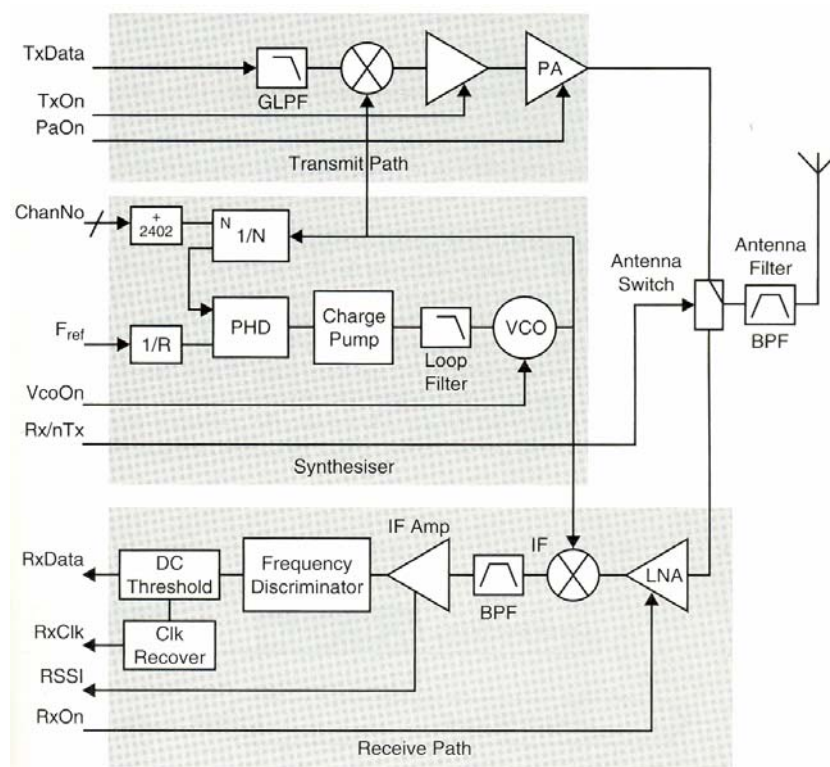 TxData
GLPF
PA
TxOn
PaOn
Transmit Path
ChanNo
+
2402
N
1/N
Antenna
Switch
Antenna
Filter
BPF
PHD
Charge
Pump
VCO
Loop
Filter
Fref
1/R
VcoOn
Rx/nTx
Synthesiser
IF Amp
IF
RxData
DC
Threshold
Frequency
Discriminator
BPF
LNA
RxClk
Clk
Recover
RSSI
RxOn
Receive Path